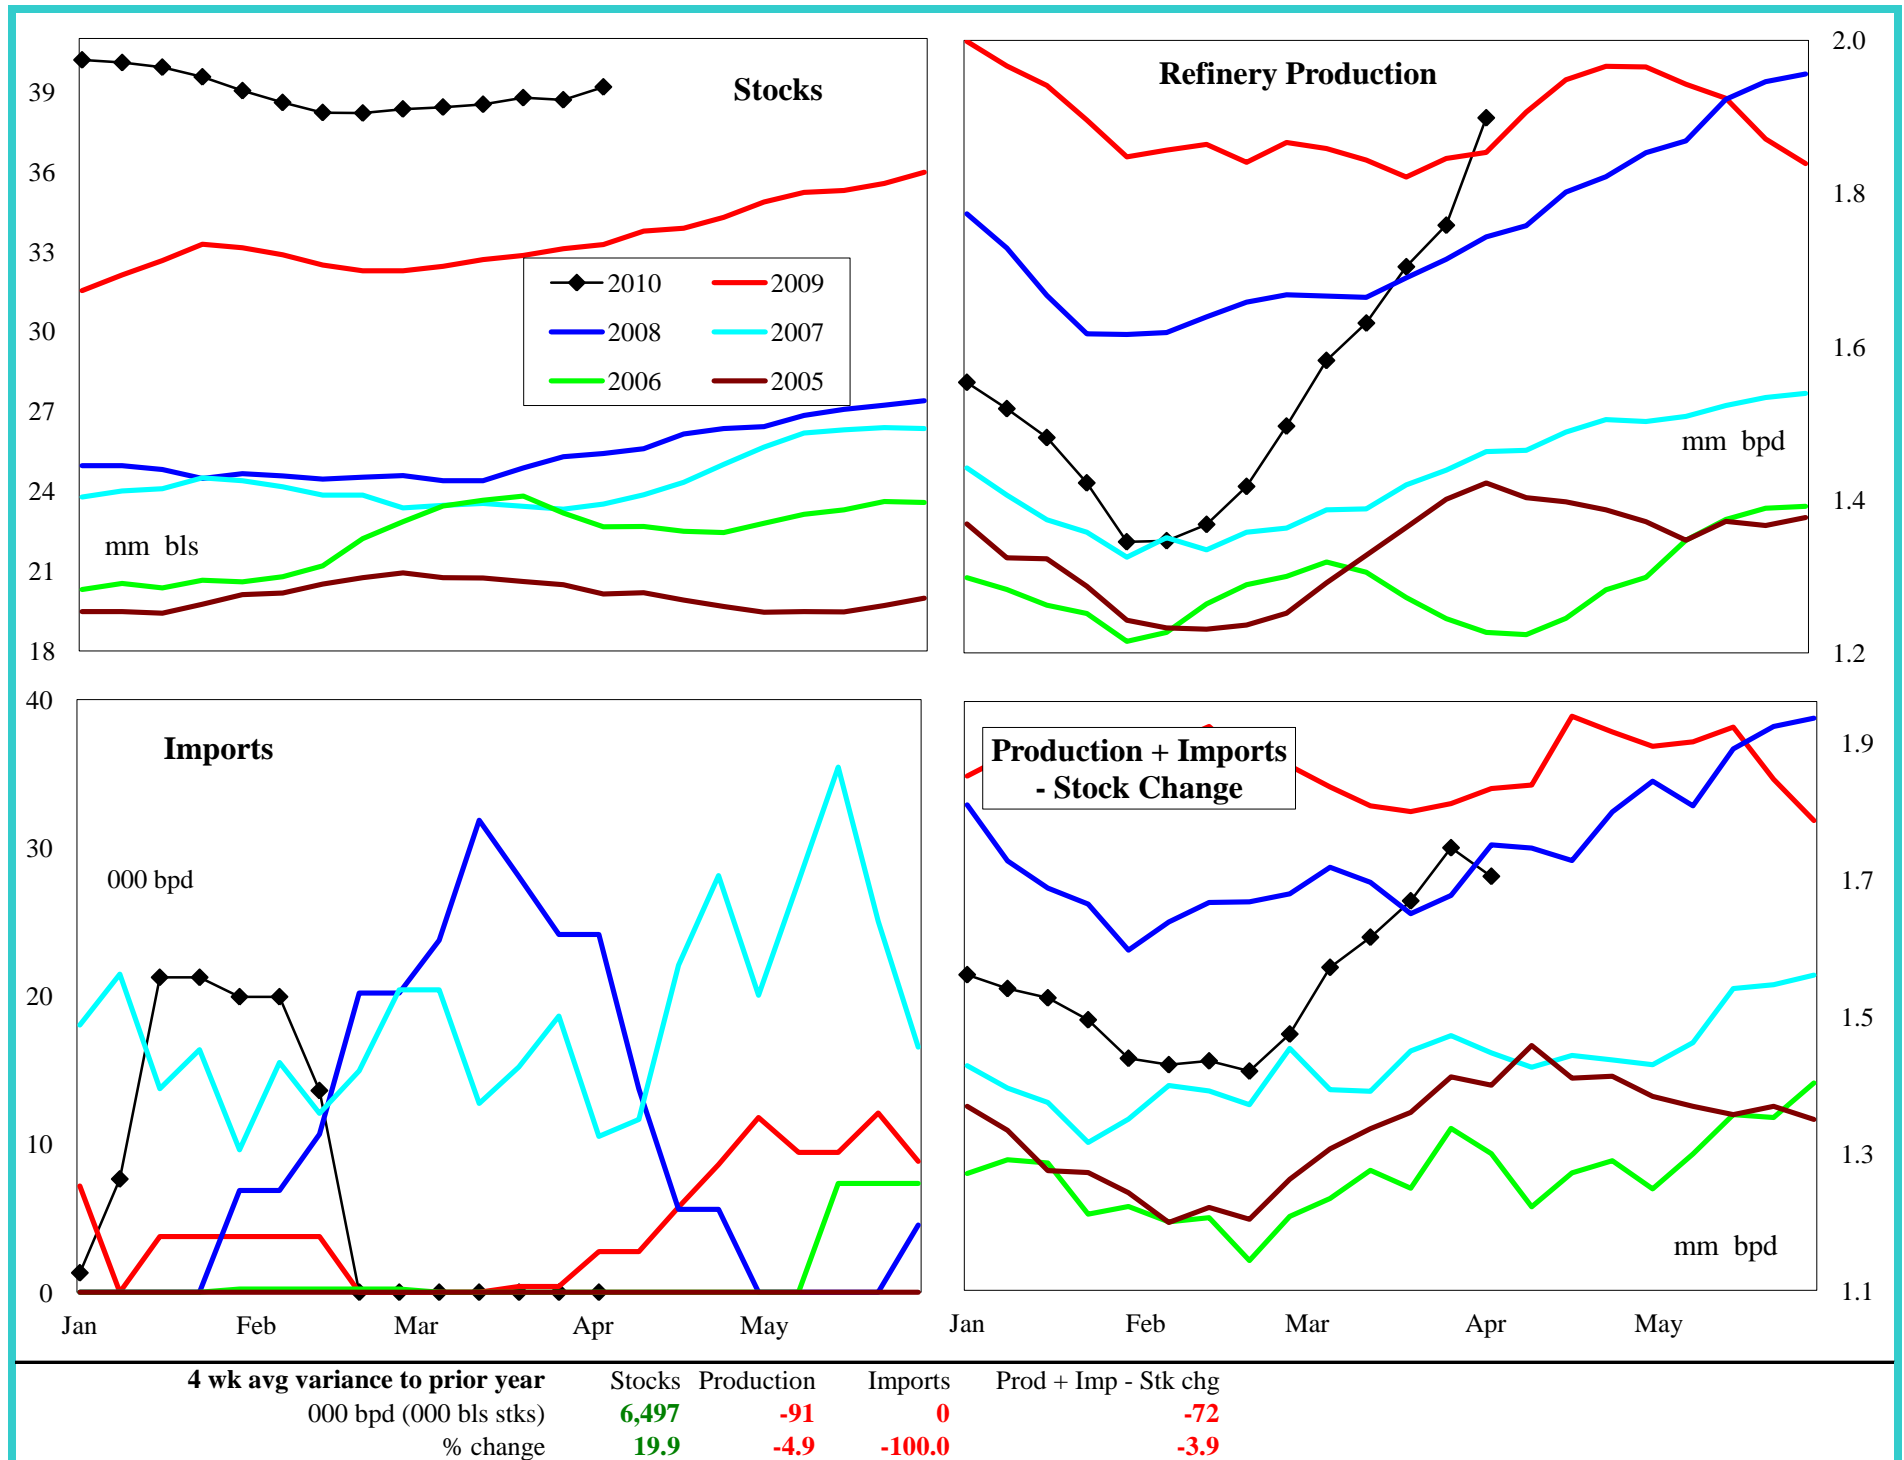 Stocks
39
36
33
30
27
24
21
18
mm bls
2010
2009
2008
2007
2006
2005
Refinery Production
2.0
1.8
1.6
1.4
1.2
mm bpd
Imports
40
30
20
10
0
000 bpd
Jan
Feb
Mar
Apr
May
Production + Imports
- Stock Change
1.9
1.7
1.5
1.3
1.1
mm bpd
Jan
Feb
Mar
Apr
May
4 wk avg variance to prior year Stocks Production Imports Prod + Imp - Stk chg
000 bpd (000 bls stks) 6,497 -91 0 -72
% change 19.9 -4.9 -100.0 -3.9